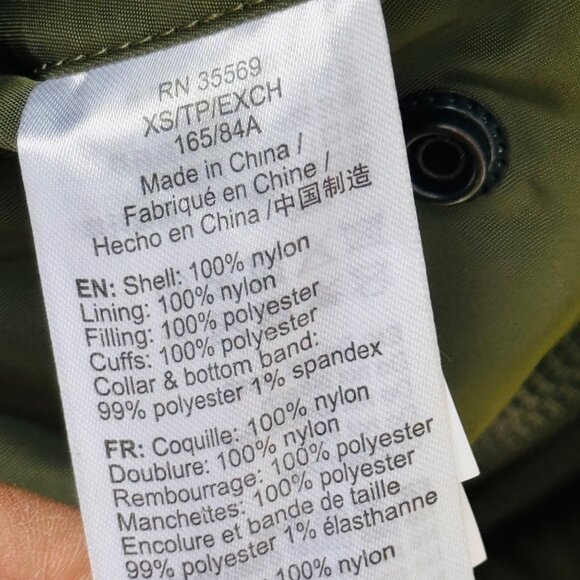 RN 35569
XS/TP/EXCH
165/84A
Made in China /
Fabriqué en Chine /
Hecho en China /中国制造
EN: Shell: 100% nylon
Lining: 100% nylon
Filling: 100% polyester
Cuffs: 100% polyester
Collar & bottom band:
99% polyester 1% spandex
FR: Coquille: 100% nylon
Doublure: 100% nylon
Rembourrage: 100% polyester
Manchettes: 100% polyester
Encolure et bande de taille
99% polyester 1% élasthanne
100% nylon